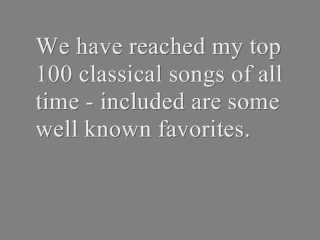 We have reached my top
100 classical songs of all
time - included are some
well known favorites.